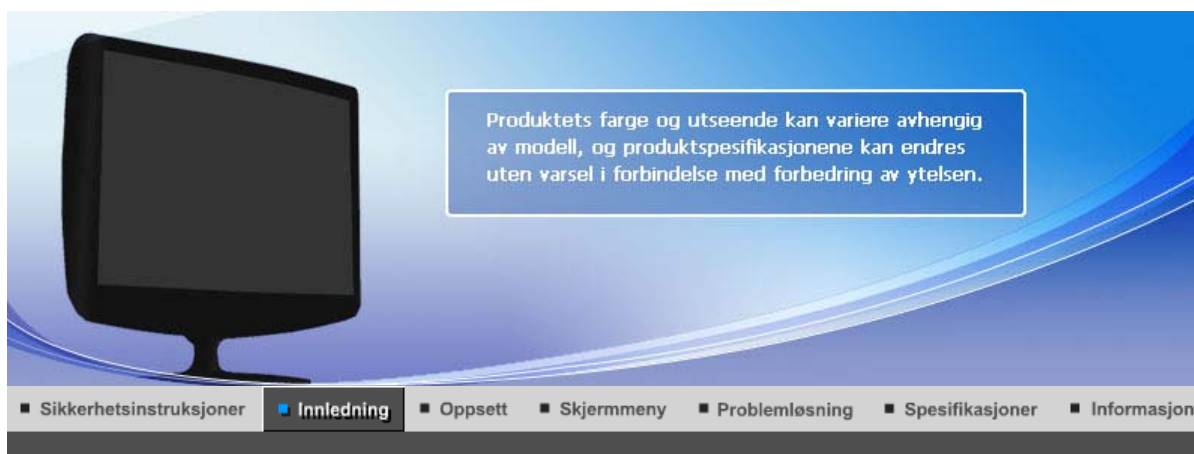 Produktets farge og utseende kan variere avhengig
av modell, og produktspesifikasjonene kan endres
uten varsel i forbindelse med forbedring av ytelsen.
Sikkerhetsinstruksjoner Innledning Oppsett Skjermmeny Problemløsning Spesifikasjoner Informasjon